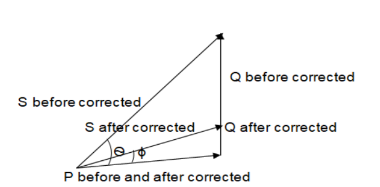 Q before corrected
S before corrected
S after corrected
Q after corrected
Θ
ϕ
P before and after corrected